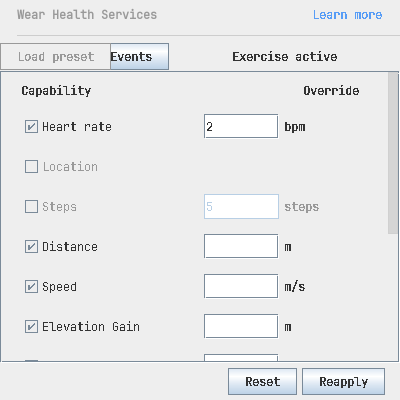 Wear Health Services Learn more
Load preset Events Exercise active
Capability Override
Heart rate 2 bpm
Location
Steps 5 steps
Distance m
Speed m/s
Elevation Gain m
Reset Reapply